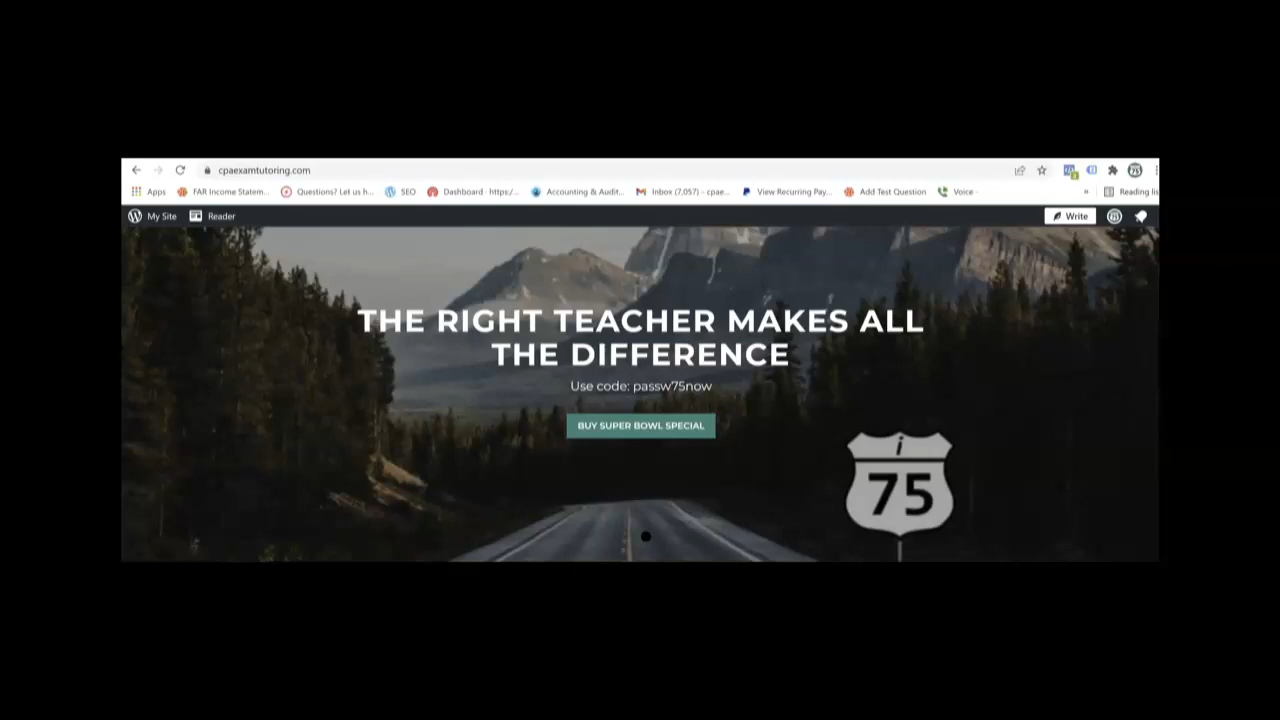 cpaexamtutoring.com
Apps FAR Income Statem... Questions? Let us h... SEO Dashboard · https:/... Accounting & Audit... Inbox (7,057) – cpae... View Recurring Pay... Add Test Question Voice - » Reading lis
My Site Reader Write
THE RIGHT TEACHER MAKES ALL
THE DIFFERENCE
Use code: passw75now
BUY SUPER BOWL SPECIAL
i
75